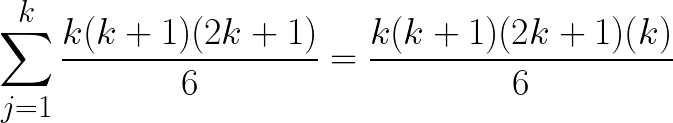 \sum_{j=1}^{k} \frac{k(k+1)(2k+1)}{6} = \frac{k(k+1)(2k+1)(k)}{6}